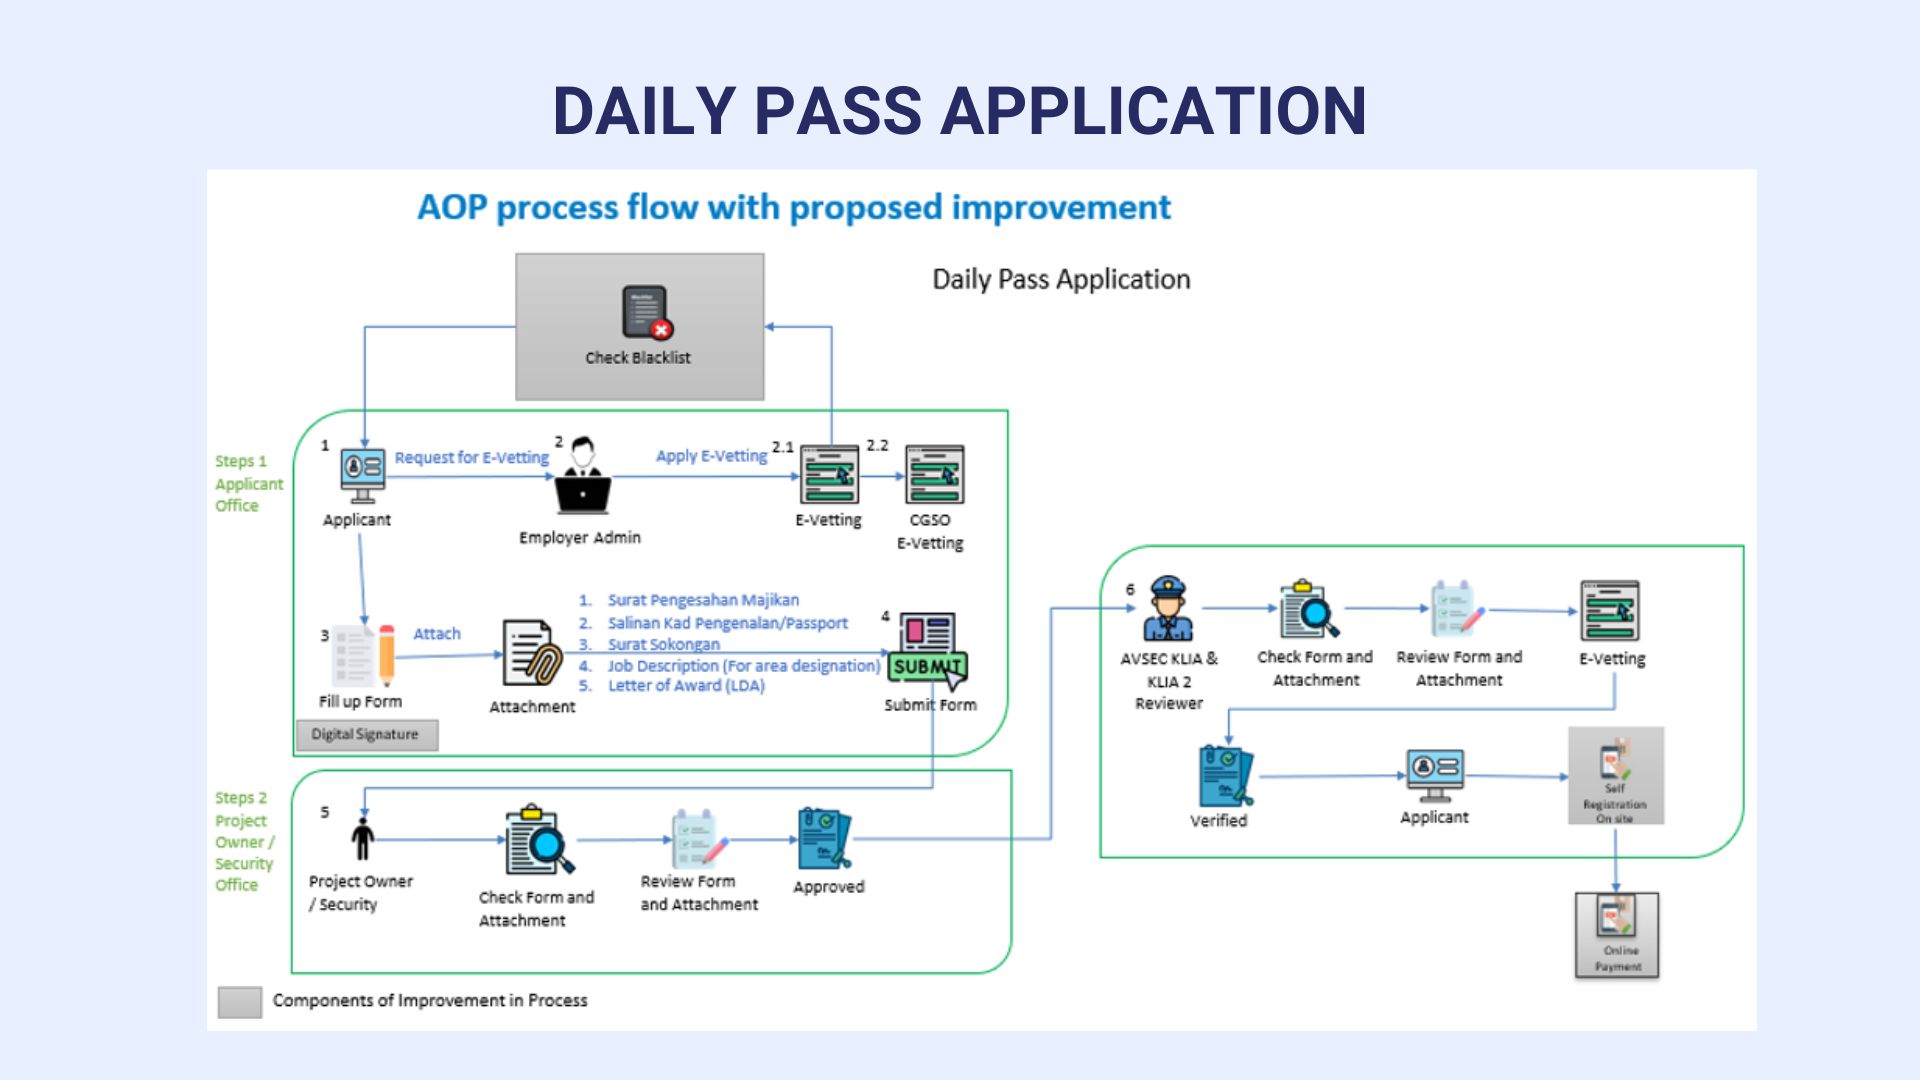 DAILY PASS APPLICATION
AOP process flow with proposed improvement
Daily Pass Application
Blacklist
Check Blacklist
Steps 1
Applicant
Office
1
Request for E-Vetting
2
Apply E-Vetting
2.1
2.2
Applicant
Employer Admin
E-Vetting
CGSO
E-Vetting
3
Attach
1. Surat Pengesahan Majikan
2. Salinan Kad Pengenalan/Passport
3. Surat Sokongan
4. Job Description (For area designation)
5. Letter of Award (LDA)
4
SUBMIT
Fill up Form
Attachment
Submit Form
Digital Signature
Steps 2
Project
Owner /
Security
Office
5
Project Owner
/ Security
Check Form and
Attachment
Review Form
and Attachment
Approved
6
AVSEC KLIA &
KLIA 2
Reviewer
Check Form and
Attachment
Review Form and
Attachment
E-Vetting
Verified
Applicant
Self
Registration
On site
Online
Payment
Components of Improvement in Process